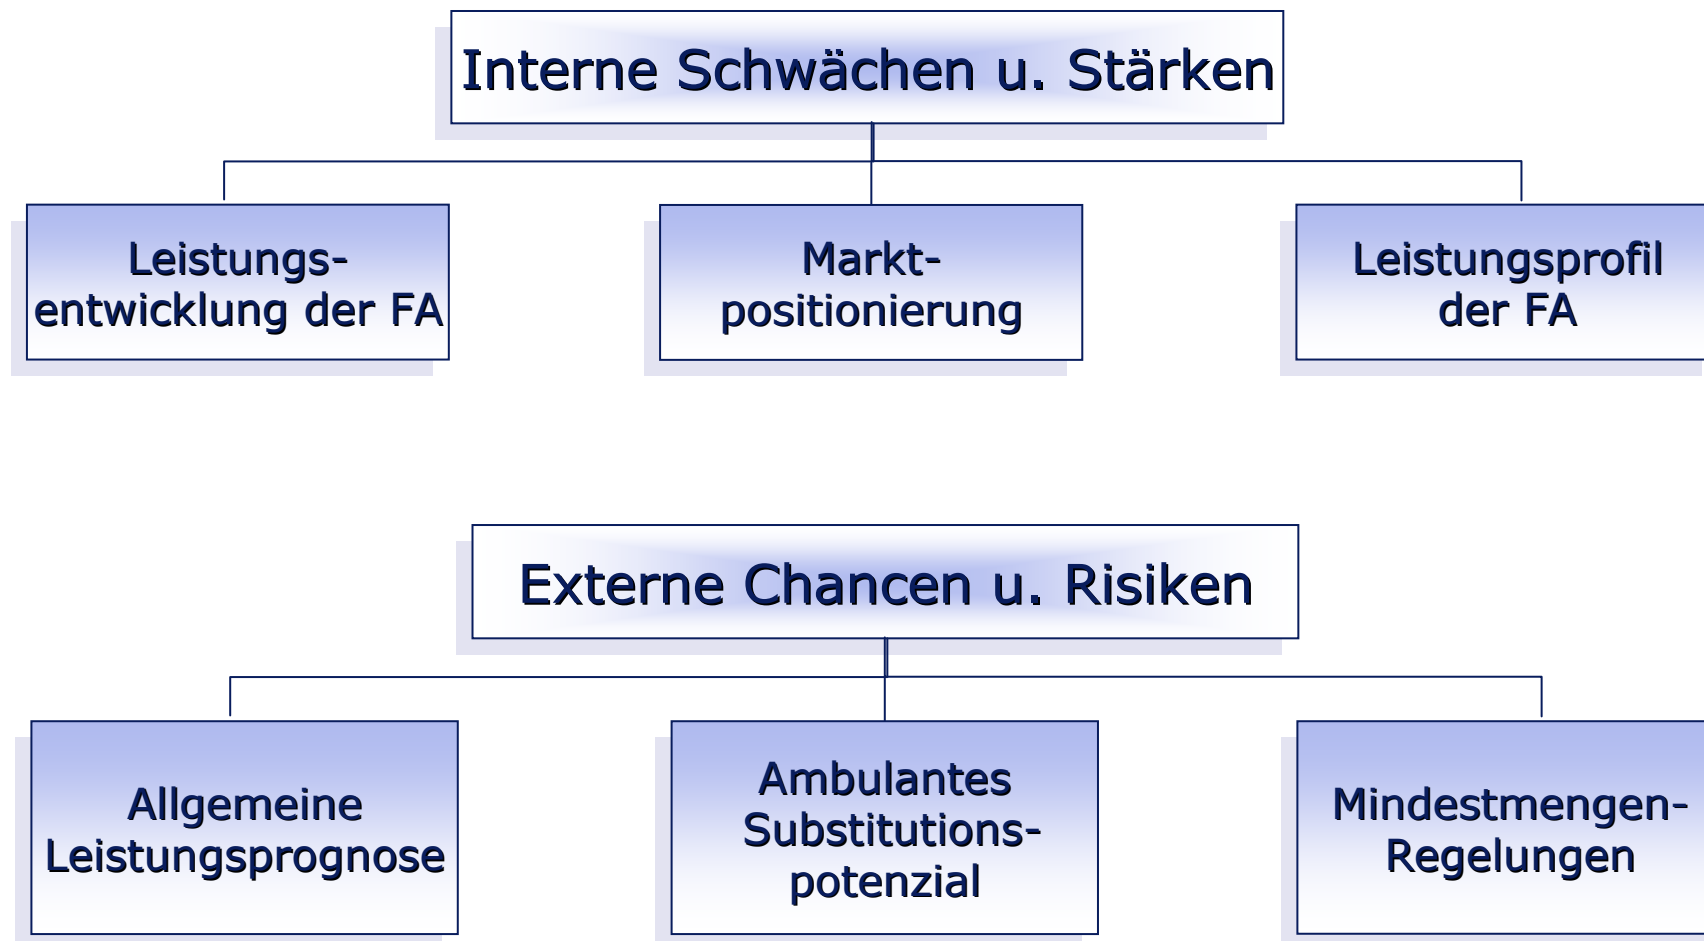 Interne Schwächen u. Stärken
Leistungs-
entwicklung der FA
Markt-
positionierung
Leistungsprofil
der FA
Externe Chancen u. Risiken
Allgemeine
Leistungsprognose
Ambulantes
Substitutions-
potenzial
Mindestmengen-
Regelungen